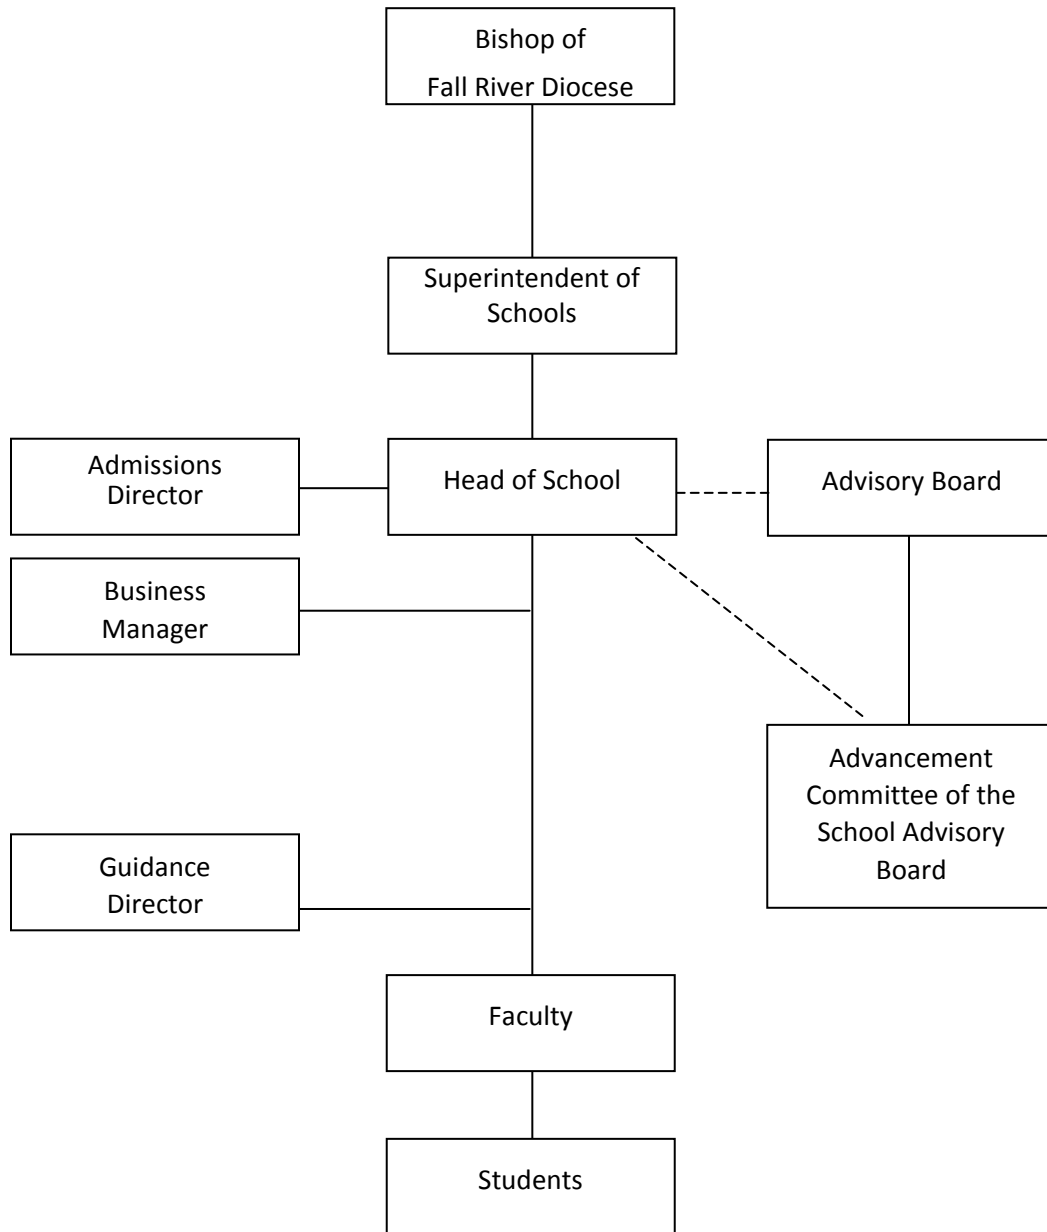 Bishop of
Fall River Diocese
Superintendent of
Schools
Admissions
Director
Head of School
Advisory Board
Business
Manager
Advancement
Committee of the
School Advisory
Board
Guidance
Director
Faculty
Students